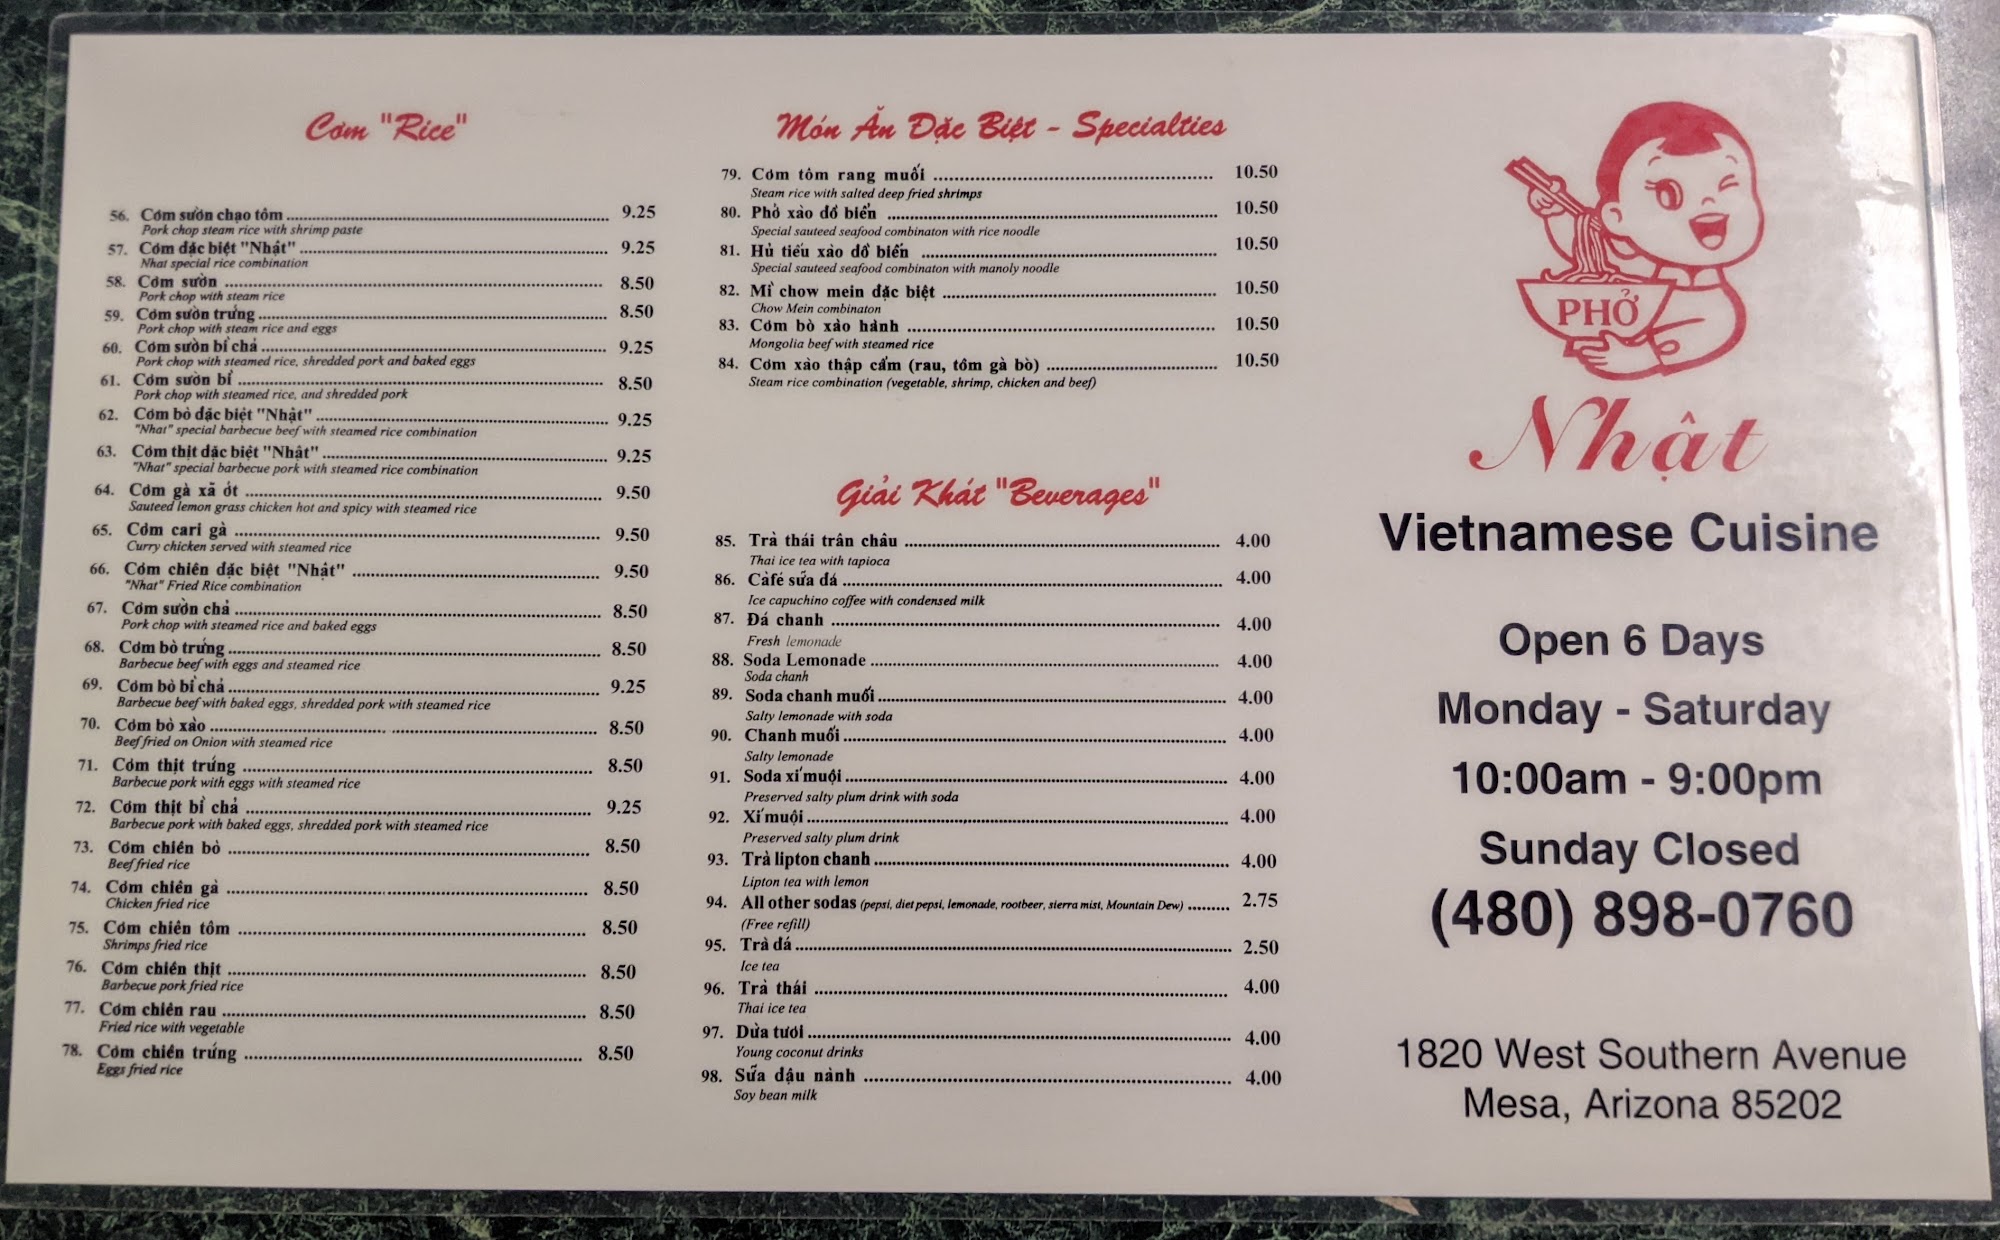 Cơm "Rice"
56. Cơm sườn chạo tôm 9.25
Pork chop steam rice with shrimp paste
57. Cơm đặc biệt "Nhật" 9.25
Nhat special rice combination
58. Cơm sườn 8.50
Pork chop with steam rice
59. Cơm sườn trứng 8.50
Pork chop with steam rice and eggs
60. Cơm sườn bì chả 9.25
Pork chop with steamed rice, shredded pork and baked eggs
61. Cơm sườn bì 8.50
Pork chop with steamed rice, and shredded pork
62. Cơm bò đặc biệt "Nhật" 9.25
"Nhat" special barbecue beef with steamed rice combination
63. Cơm thịt đặc biệt "Nhật" 9.25
"Nhat" special barbecue pork with steamed rice combination
64. Cơm gà xã ớt 9.50
Sauteed lemon grass chicken hot and spicy with steamed rice
65. Cơm cari gà 9.50
Curry chicken served with steamed rice
66. Cơm chiên đặc biệt "Nhật" 9.50
"Nhat" Fried Rice combination
67. Cơm sườn chả 8.50
Pork chop with steamed rice and baked eggs
68. Cơm bò trứng 8.50
Barbecue beef with eggs and steamed rice
69. Cơm bò bì chả 9.25
Barbecue beef with baked eggs, shredded pork with steamed rice
70. Cơm bò xào 8.50
Beef fried on Onion with steamed rice
71. Cơm thịt trứng 8.50
Barbecue pork with eggs with steamed rice
72. Cơm thịt bì chả 9.25
Barbecue pork with baked eggs, shredded pork with steamed rice
73. Cơm chiên bò 8.50
Beef fried rice
74. Cơm chiên gà 8.50
Chicken fried rice
75. Cơm chiên tôm 8.50
Shrimps fried rice
76. Cơm chiên thịt 8.50
Barbecue pork fried rice
77. Cơm chiên rau 8.50
Fried rice with vegetable
78. Cơm chiên trứng 8.50
Eggs fried rice
Món Ăn Đặc Biệt - Specialties
79. Cơm tôm rang muối 10.50
Steam rice with salted deep fried shrimps
80. Phở xào đồ biển 10.50
Special sauteed seafood combinaton with rice noodle
81. Hủ tiếu xào đồ biển 10.50
Special sauteed seafood combinaton with manoly noodle
82. Mì chow mein đặc biệt 10.50
Chow Mein combinaton
83. Cơm bò xào hành 10.50
Mongolia beef with steamed rice
84. Cơm xào thập cẩm (rau, tôm gà bò) 10.50
Steam rice combination (vegetable, shrimp, chicken and beef)
Giải Khát "Beverages"
85. Trà thái trân châu 4.00
Thai ice tea with tapioca
86. Càfé sữa đá 4.00
Ice capuchino coffee with condensed milk
87. Đá chanh 4.00
Fresh lemonade
88. Soda Lemonade 4.00
Soda chanh
89. Soda chanh muối 4.00
Salty lemonade with soda
90. Chanh muối 4.00
Salty lemonade
91. Soda xí muội 4.00
Preserved salty plum drink with soda
92. Xí muội 4.00
Preserved salty plum drink
93. Trà lipton chanh 4.00
Lipton tea with lemon
94. All other sodas (pepsi, diet pepsi, lemonade, rootbeer, sierra mist, Mountain Dew) 2.75
(Free refill)
95. Trà đá 2.50
Ice tea
96. Trà thái 4.00
Thai ice tea
97. Dừa tươi 4.00
Young coconut drinks
98. Sữa đậu nành 4.00
Soy bean milk
PHỞ
Nhật
Vietnamese Cuisine
Open 6 Days
Monday - Saturday
10:00am - 9:00pm
Sunday Closed
(480) 898-0760
1820 West Southern Avenue
Mesa, Arizona 85202